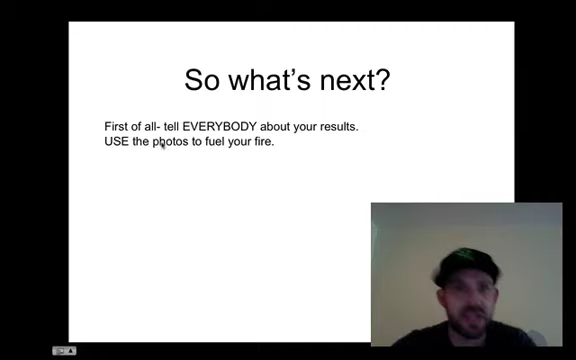 So what's next?
First of all- tell EVERYBODY about your results.
USE the photos to fuel your fire.